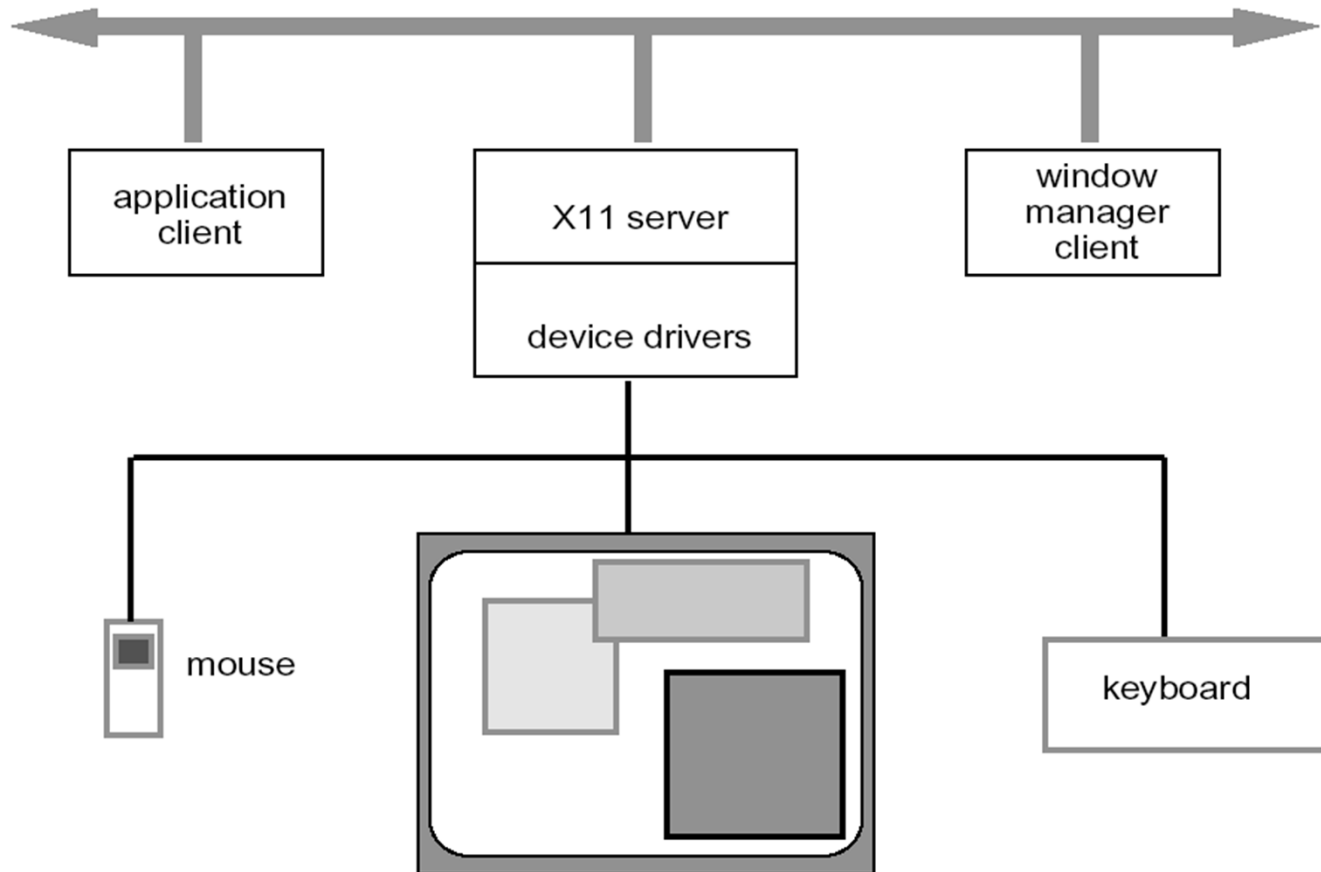 application
client
X11 server
window
manager
client
device drivers
mouse
keyboard